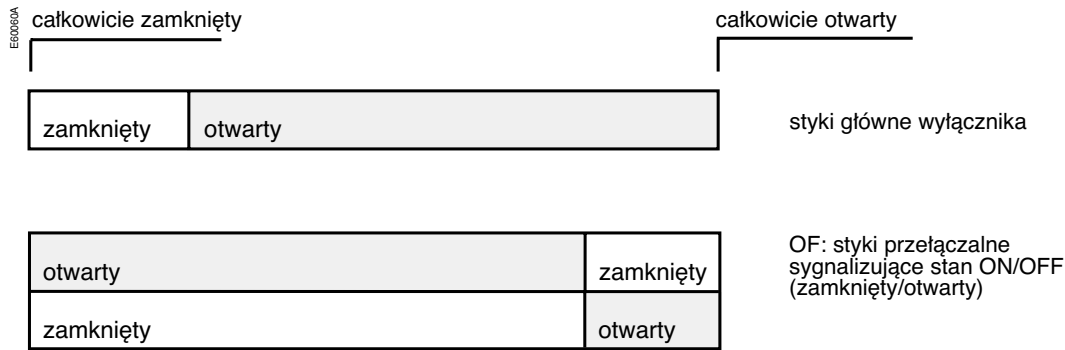 E60060A
całkowicie zamknięty
całkowicie otwarty
zamknięty
otwarty
styki główne wyłącznika
otwarty
zamknięty
OF: styki przełączalne
sygnalizujące stan ON/OFF
(zamknięty/otwarty)
zamknięty
otwarty